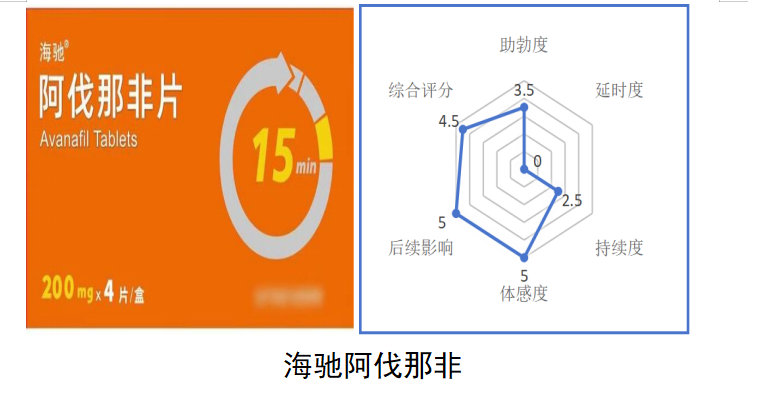 海驰®
阿伐那非片
Avanafil Tablets
15 min
200mg x 4 片/盒
助勃度
综合评分
延时度
3.5
4.5
0
2.5
5
后续影响
持续度
5
体感度
海驰阿伐那非